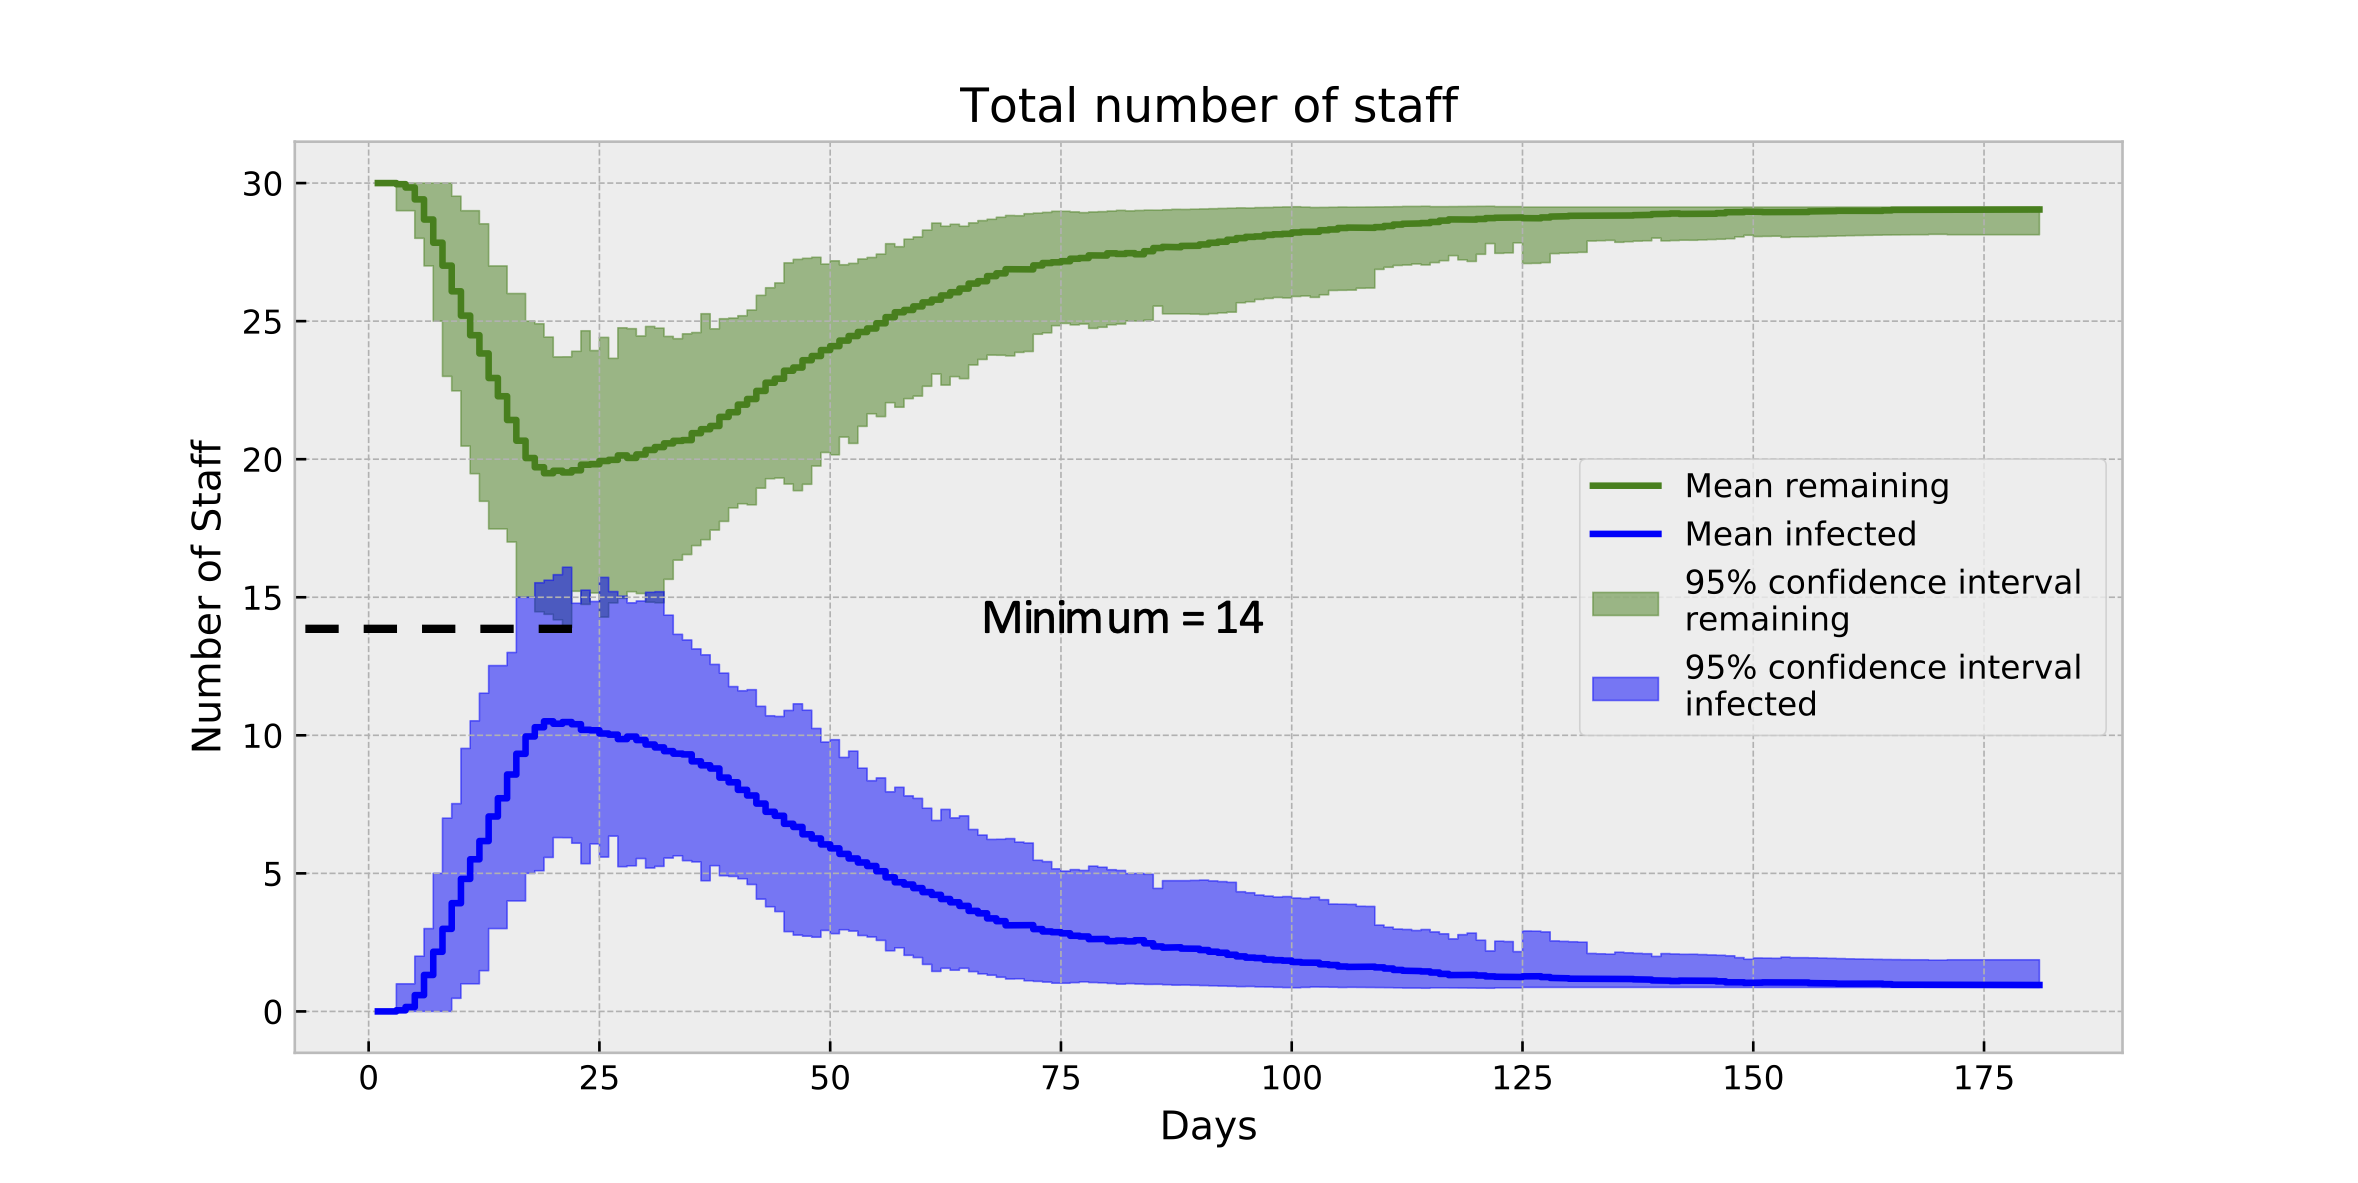 Total number of staff
Number of Staff
30
25
20
15
10
5
0
Minimum = 14
Mean remaining
Mean infected
95% confidence interval
remaining
95% confidence interval
infected
0 25 50 75 100 125 150 175
Days